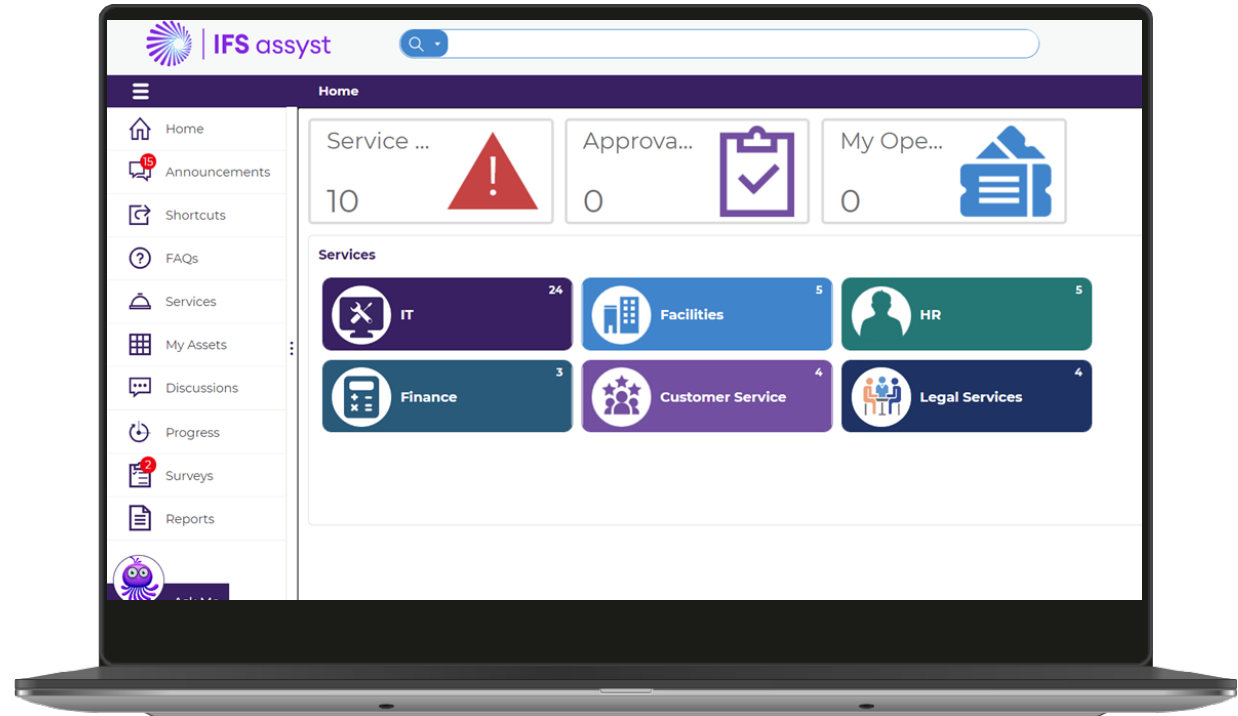 IFS assyst
Home
Home
15
Announcements
Shortcuts
FAQs
Services
My Assets
Discussions
Progress
2
Surveys
Reports
Service ...
10
Approva...
0
My Ope...
0
Services
IT
24
Facilities
5
HR
5
Finance
3
Customer Service
4
Legal Services
4